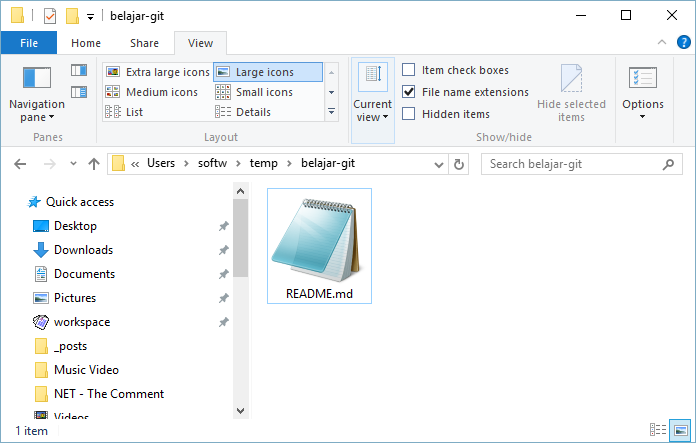 belajar-git
File Home Share View
Navigation pane
Extra large icons Large icons
Medium icons Small icons
List Details
Current view
Item check boxes
File name extensions
Hidden items
Hide selected items
Options
Panes Layout Show/hide
« Users softw temp belajar-git
Search belajar-git
Quick access
Desktop
Downloads
Documents
Pictures
workspace
_posts
Music Video
NET - The Comment
Videos
README.md
1 item